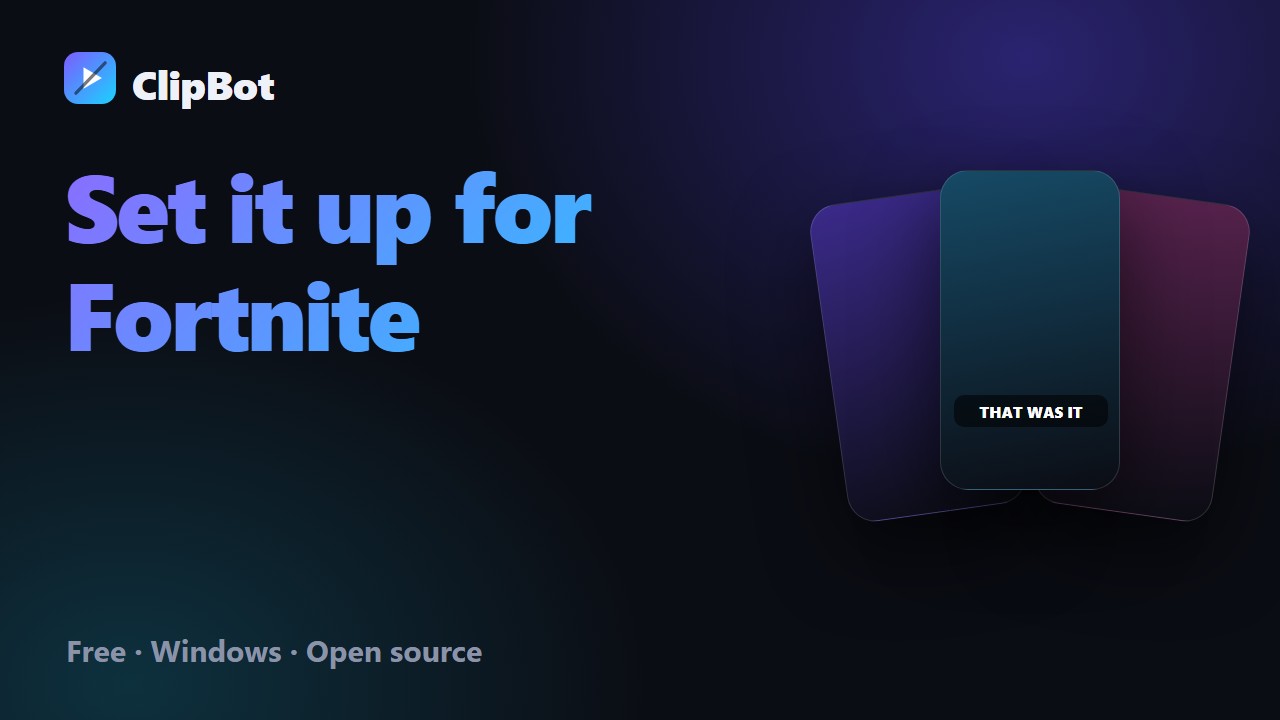 ClipBot
Set it up for
Fortnite
THAT WAS IT
Free · Windows · Open source